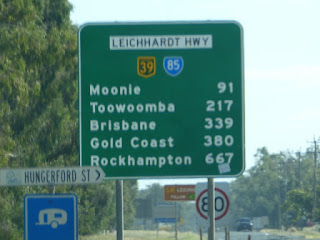 LEICHHARDT HWY
39 85
Moonie 91
Toowoomba 217
Brisbane 339
Gold Coast 380
Rockhampton 667
HUNGERFORD ST
80